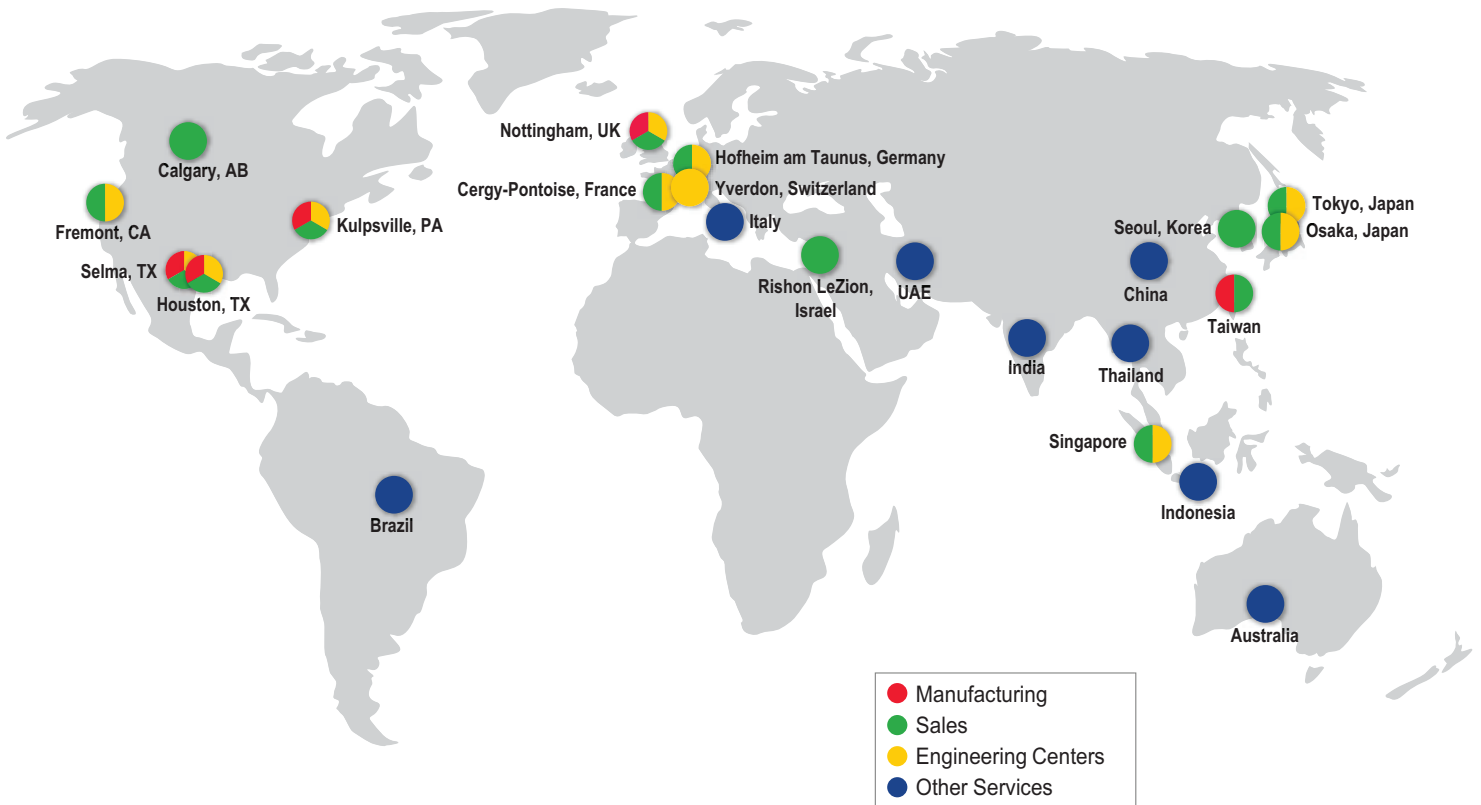 Nottingham, UK
Hofheim am Taunus, Germany
Calgary, AB
Cergy-Pontoise, France
Yverdon, Switzerland
Fremont, CA
Kulpsville, PA
Italy
Tokyo, Japan
Seoul, Korea
Osaka, Japan
Selma, TX
Houston, TX
Rishon LeZion,
Israel
UAE
China
Taiwan
India
Thailand
Singapore
Indonesia
Brazil
Australia
Manufacturing
Sales
Engineering Centers
Other Services